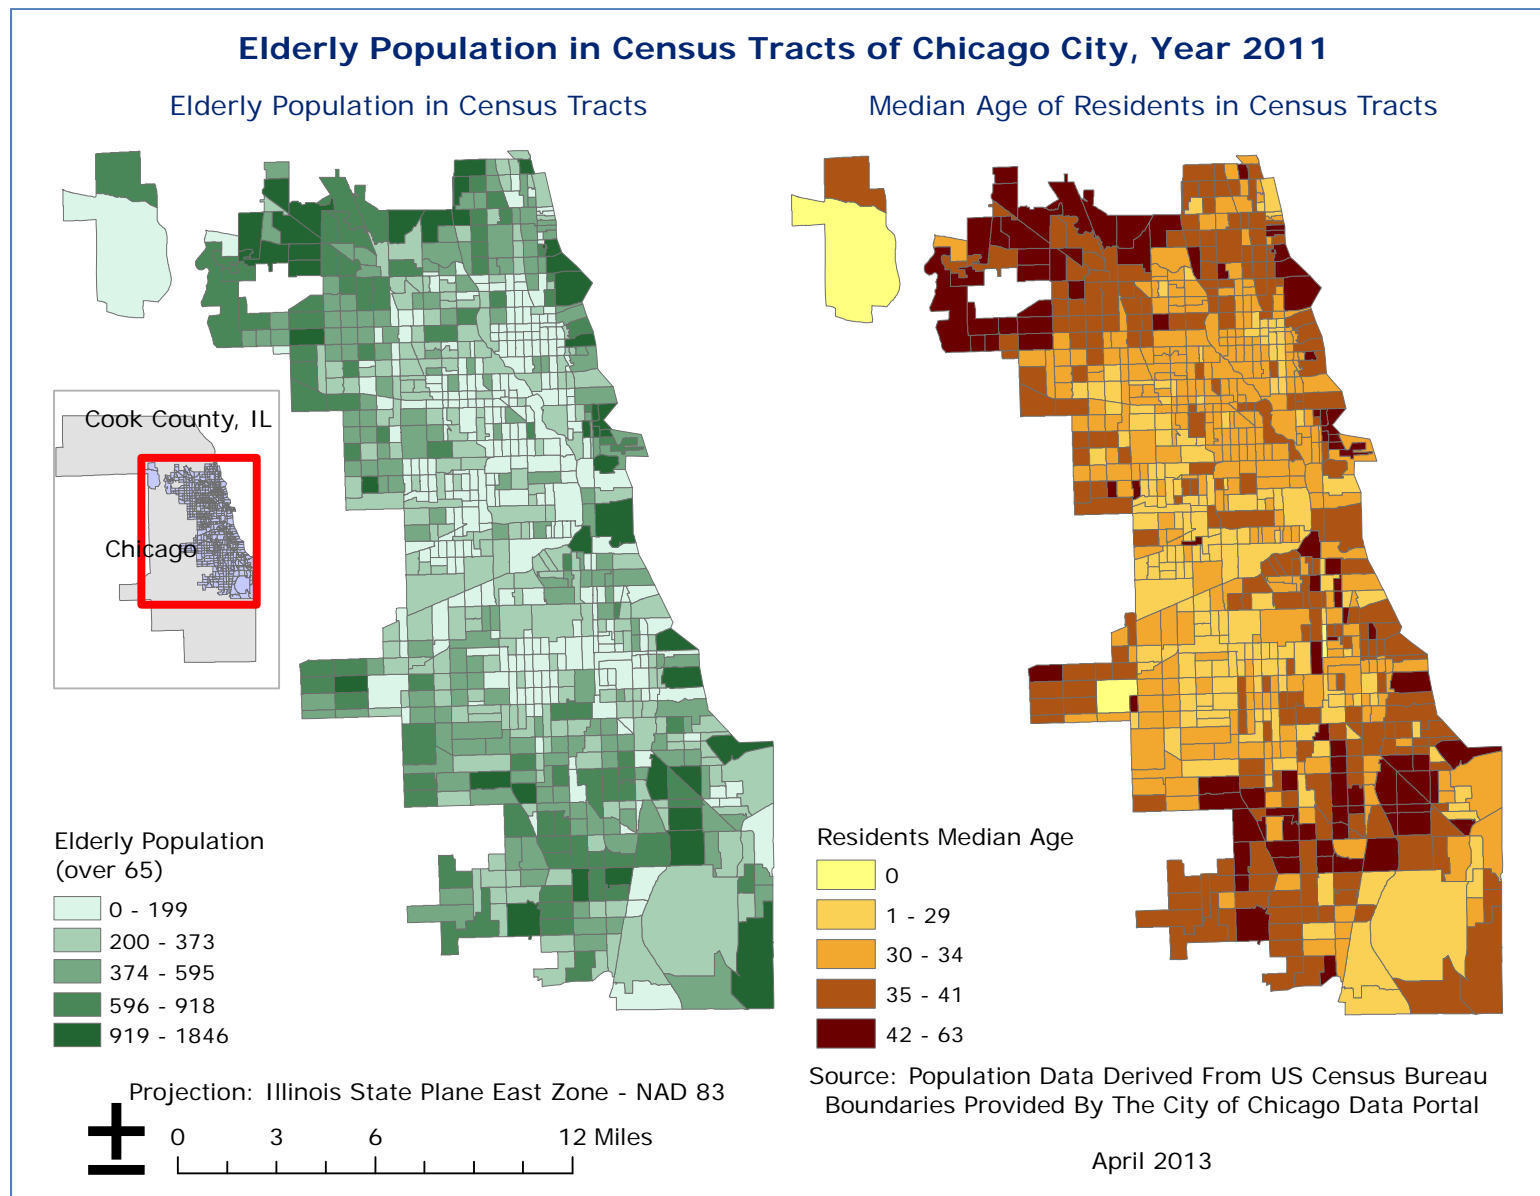 Elderly Population in Census Tracts of Chicago City, Year 2011
Elderly Population in Census Tracts
Median Age of Residents in Census Tracts
Cook County, IL
Chicago
Elderly Population
(over 65)
0 - 199
200 - 373
374 - 595
596 - 918
919 - 1846
Residents Median Age
0
1 - 29
30 - 34
35 - 41
42 - 63
Projection: Illinois State Plane East Zone - NAD 83
0 3 6 12 Miles
Source: Population Data Derived From US Census Bureau
Boundaries Provided By The City of Chicago Data Portal
April 2013